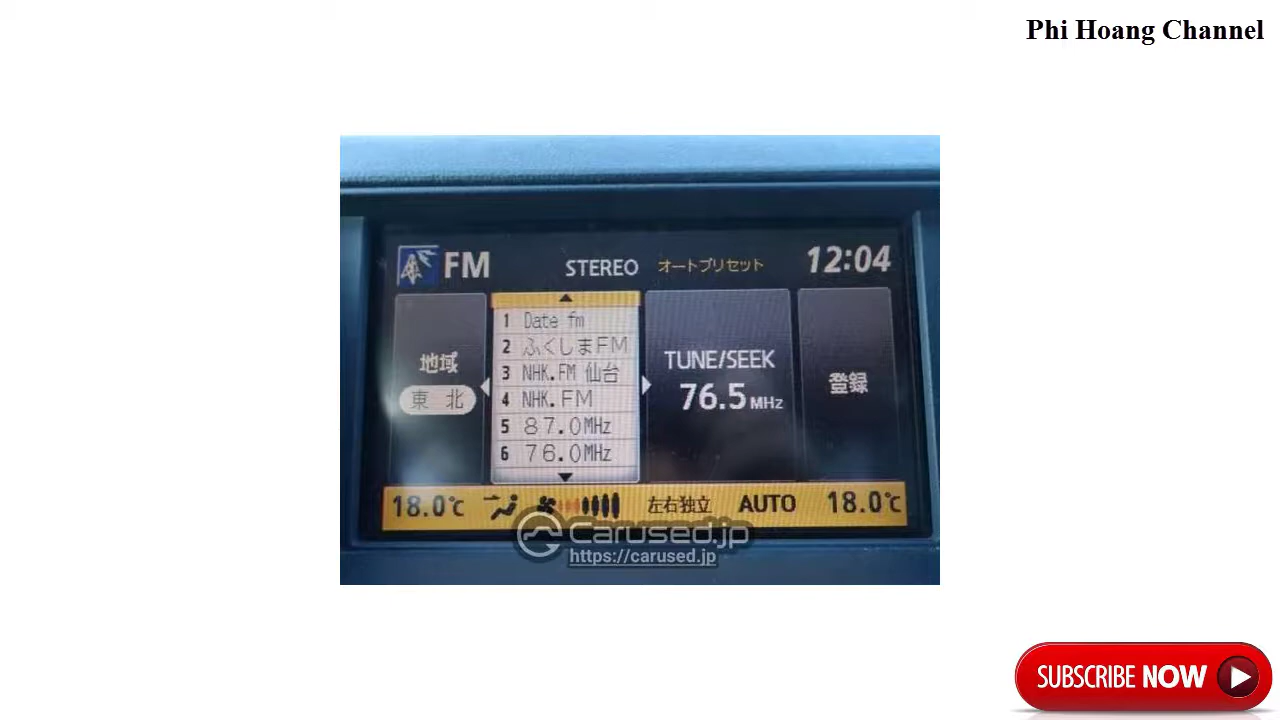 Phi Hoang Channel
FM
STEREO
オートプリセット
12:04
地域
東北
1 Date fm
2 ふくしまFM
3 NHK.FM 仙台
4 NHK.FM
5 87.0MHz
6 76.0MHz
TUNE/SEEK
76.5MHz
登録
18.0℃
左右独立
AUTO
18.0℃
Carused.jp
https://carused.jp
SUBSCRIBE NOW